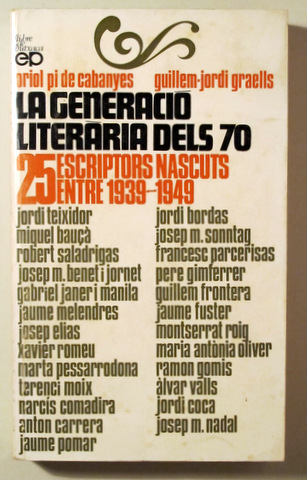 Llibre de Butxaca
ep
oriol pi de cabanyes guillem-jordi graells
LA GENERACIÓ
LITERÀRIA DELS 70
25 ESCRIPTORS NASCUTS
ENTRE 1939-1949
jordi teixidor
miquel bauçà
robert saladrigas
josep m. benet i jornet
gabriel janer i manila
jaume melendres
josep elias
xavier romeu
marta pessarrodona
terenci moix
narcís comadira
anton carrera
jaume pomar
jordi bordas
josep m. sonntag
francesc parcerisas
pere gimferrer
guillem frontera
jaume fuster
montserrat roig
maria antònia oliver
ramon gomis
àlvar valls
jordi coca
josep m. nadal